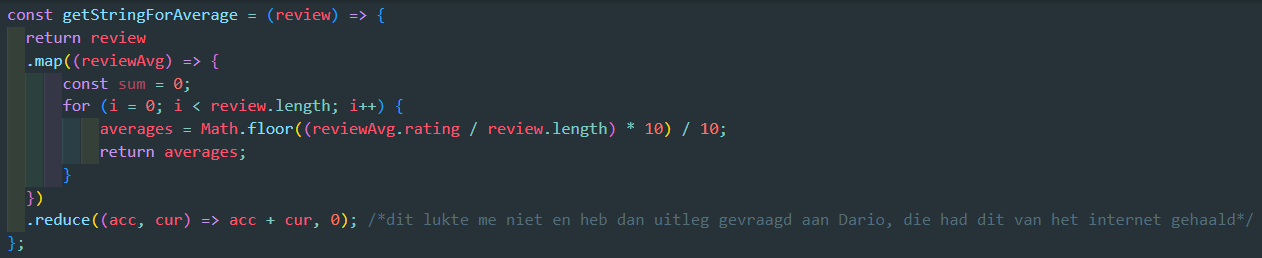 const getStringForAverage = (review) => {
return review
.map((reviewAvg) => {
const sum = 0;
for (i = 0; i < review.length; i++) {
averages = Math.floor((reviewAvg.rating / review.length) * 10) / 10;
return averages;
}
})
.reduce((acc, cur) => acc + cur, 0); /*dit lukte me niet en heb dan uitleg gevraagd aan Dario, die had dit van het internet gehaald*/
};